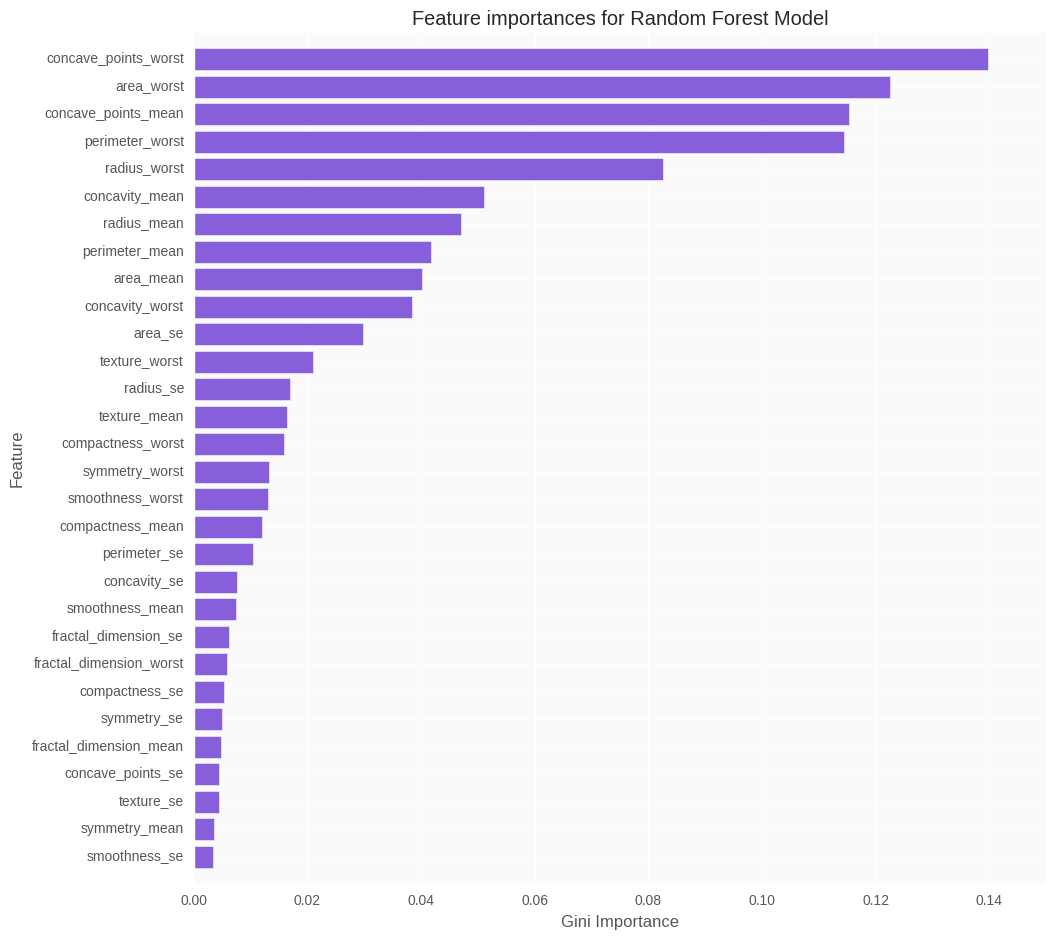 Feature importances for Random Forest Model
concave_points_worst
area_worst
concave_points_mean
perimeter_worst
radius_worst
concavity_mean
radius_mean
perimeter_mean
area_mean
concavity_worst
area_se
texture_worst
radius_se
texture_mean
compactness_worst
symmetry_worst
smoothness_worst
compactness_mean
perimeter_se
concavity_se
smoothness_mean
fractal_dimension_se
fractal_dimension_worst
compactness_se
symmetry_se
fractal_dimension_mean
concave_points_se
texture_se
symmetry_mean
smoothness_se
Feature
0.00 0.02 0.04 0.06 0.08 0.10 0.12 0.14
Gini Importance